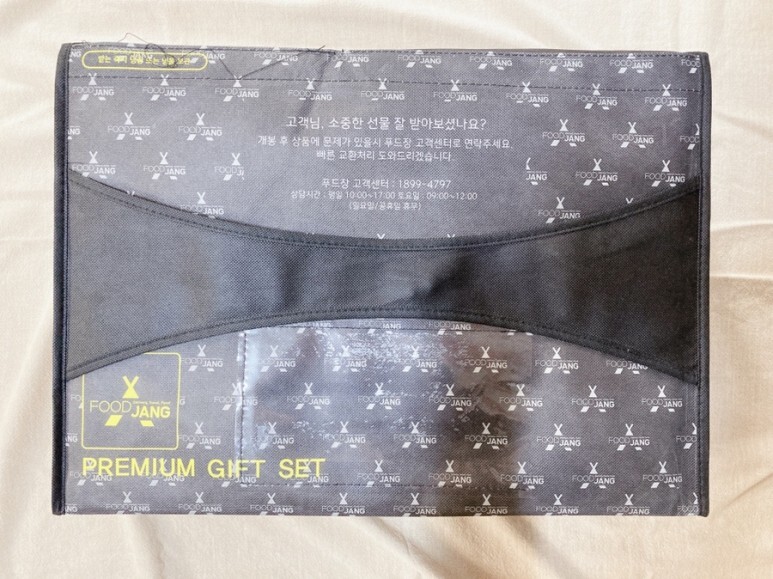 고객님, 소중한 선물 잘 받아보셨나요?
개봉 후 상품에 문제가 있을시 푸드장 고객센터로 연락주세요.
빠른 교환처리 도와드리겠습니다.
푸드장 고객센터 : 1899-4797
상담시간 : 평일 10:00~17:00 토요일 : 09:00~12:00
(일요일/공휴일 휴무)
FOOD JANG
PREMIUM GIFT SET